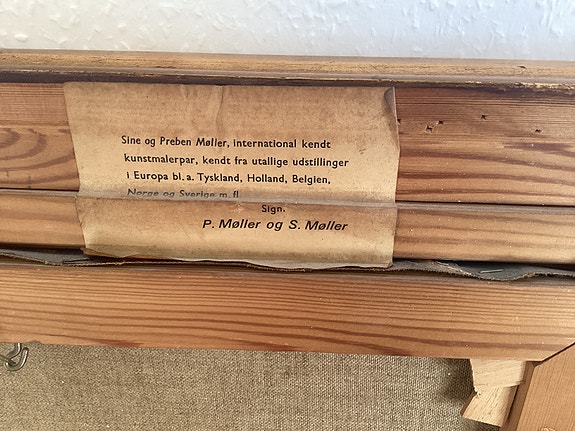 Sine og Preben Møller, international kendt
kunstmalerpar, kendt fra utallige udstillinger
i Europa bl. a. Tyskland, Holland, Belgien,
Norge og Sverige m. fl
Sign.
P. Møller og S. Møller